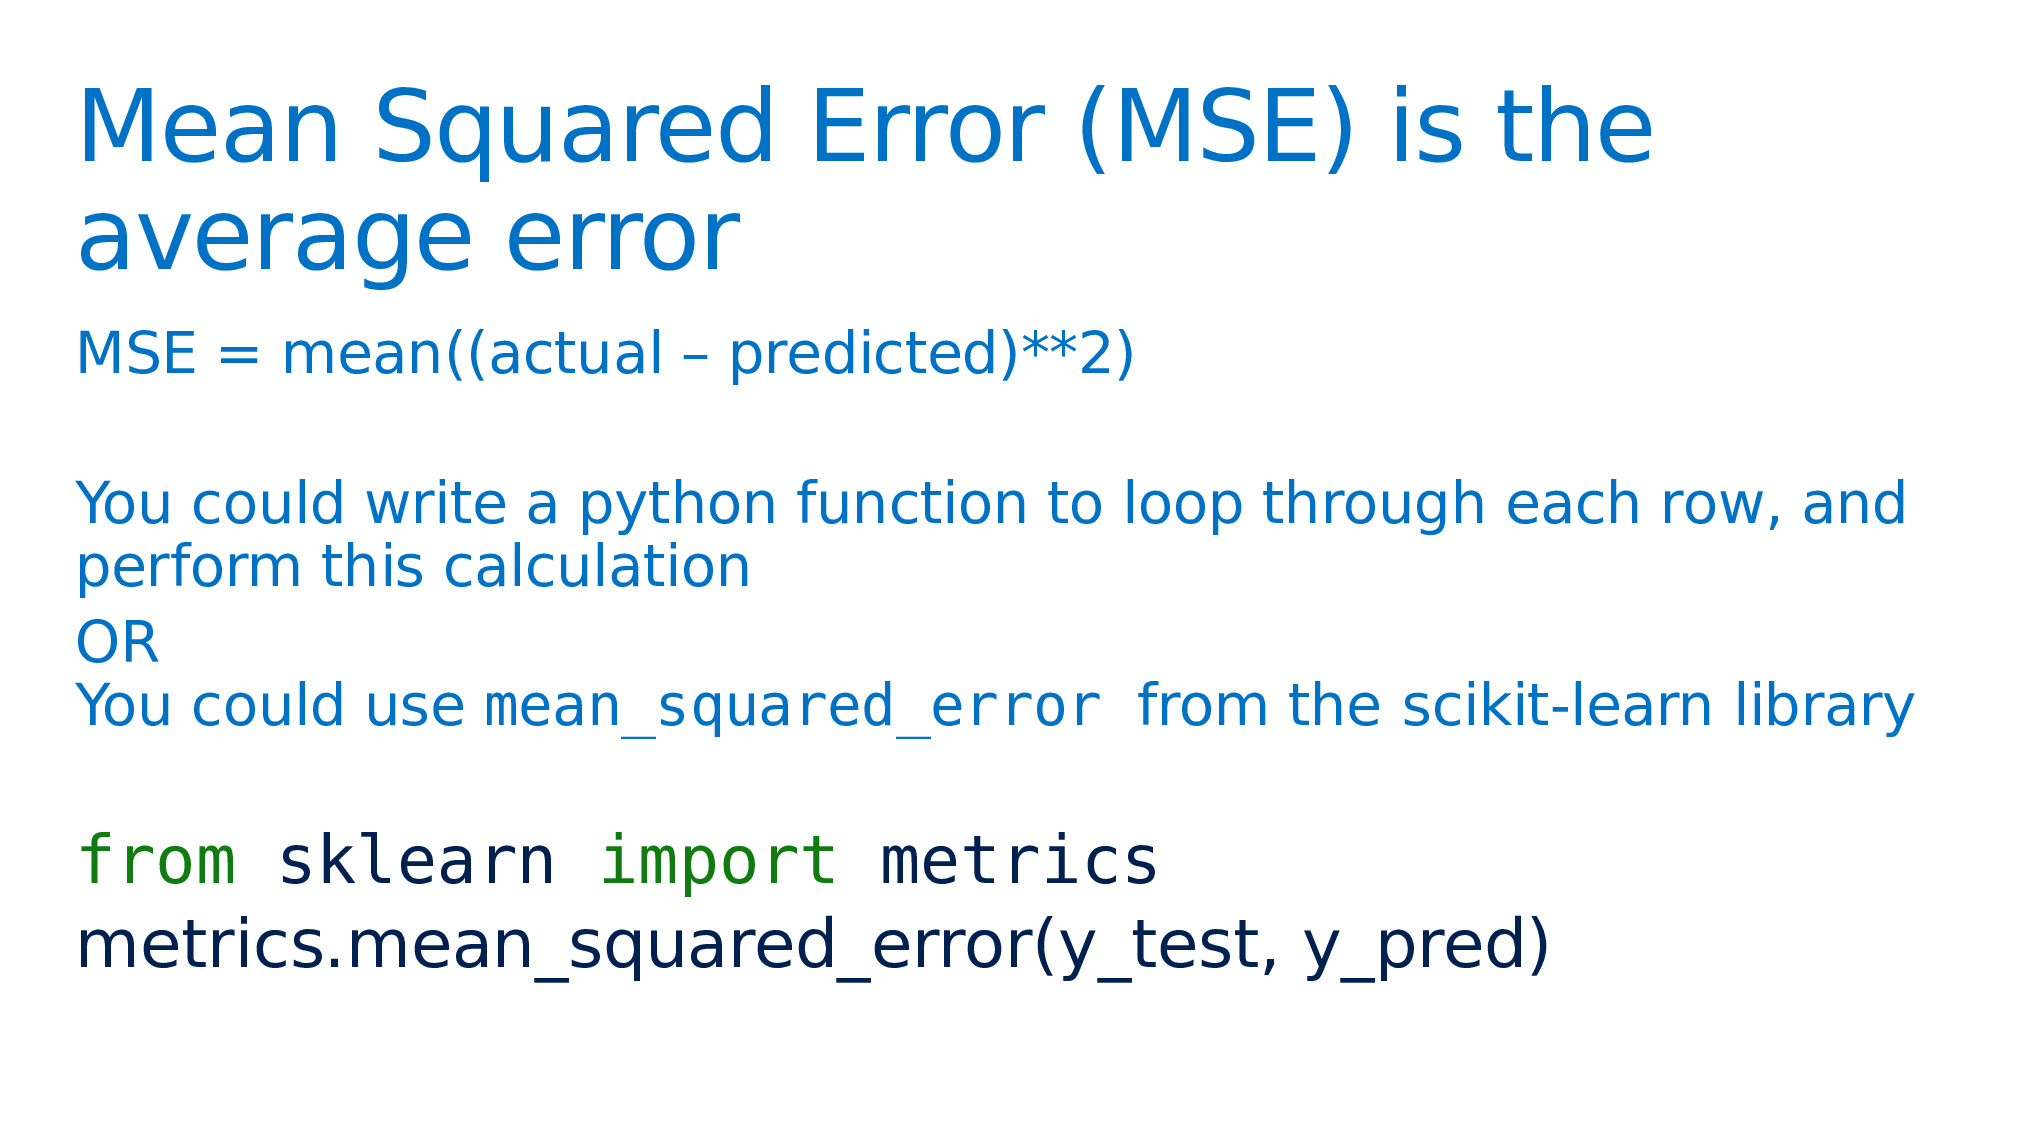 Mean Squared Error (MSE) is the
average error
MSE = mean((actual – predicted)**2)
You could write a python function to loop through each row, and
perform this calculation
OR
You could use mean_squared_error from the scikit-learn library
from sklearn import metrics
metrics.mean_squared_error(y_test, y_pred)